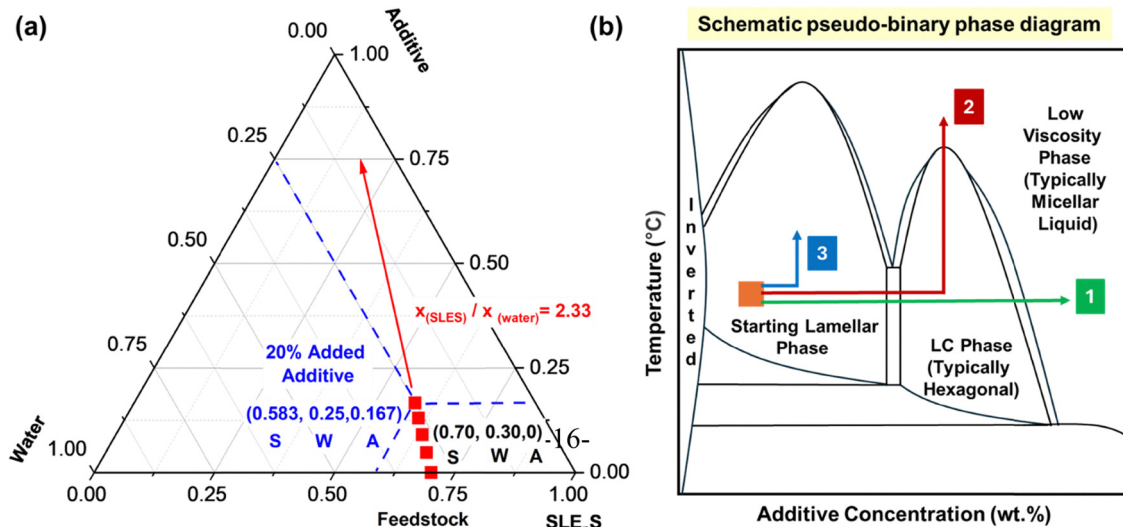 (a)
0.00
Additive
1.00
0.25
0.75
0.50
0.50
x(SLES) / x (water)= 2.33
0.75
20% Added
Additive
0.25
(0.583, 0.25,0.167)
S W A
(0.70, 0.30,0)
-16-
S W A
Water
1.00
0.00
0.00
0.25
0.50
0.75
1.00
Feedstock
SLE.S
(b)
Schematic pseudo-binary phase diagram
2
Low
Viscosity
Phase
(Typically
Micellar
Liquid)
Inverted
3
1
Starting Lamellar
Phase
LC Phase
(Typically
Hexagonal)
Temperature (°C)
Additive Concentration (wt.%)